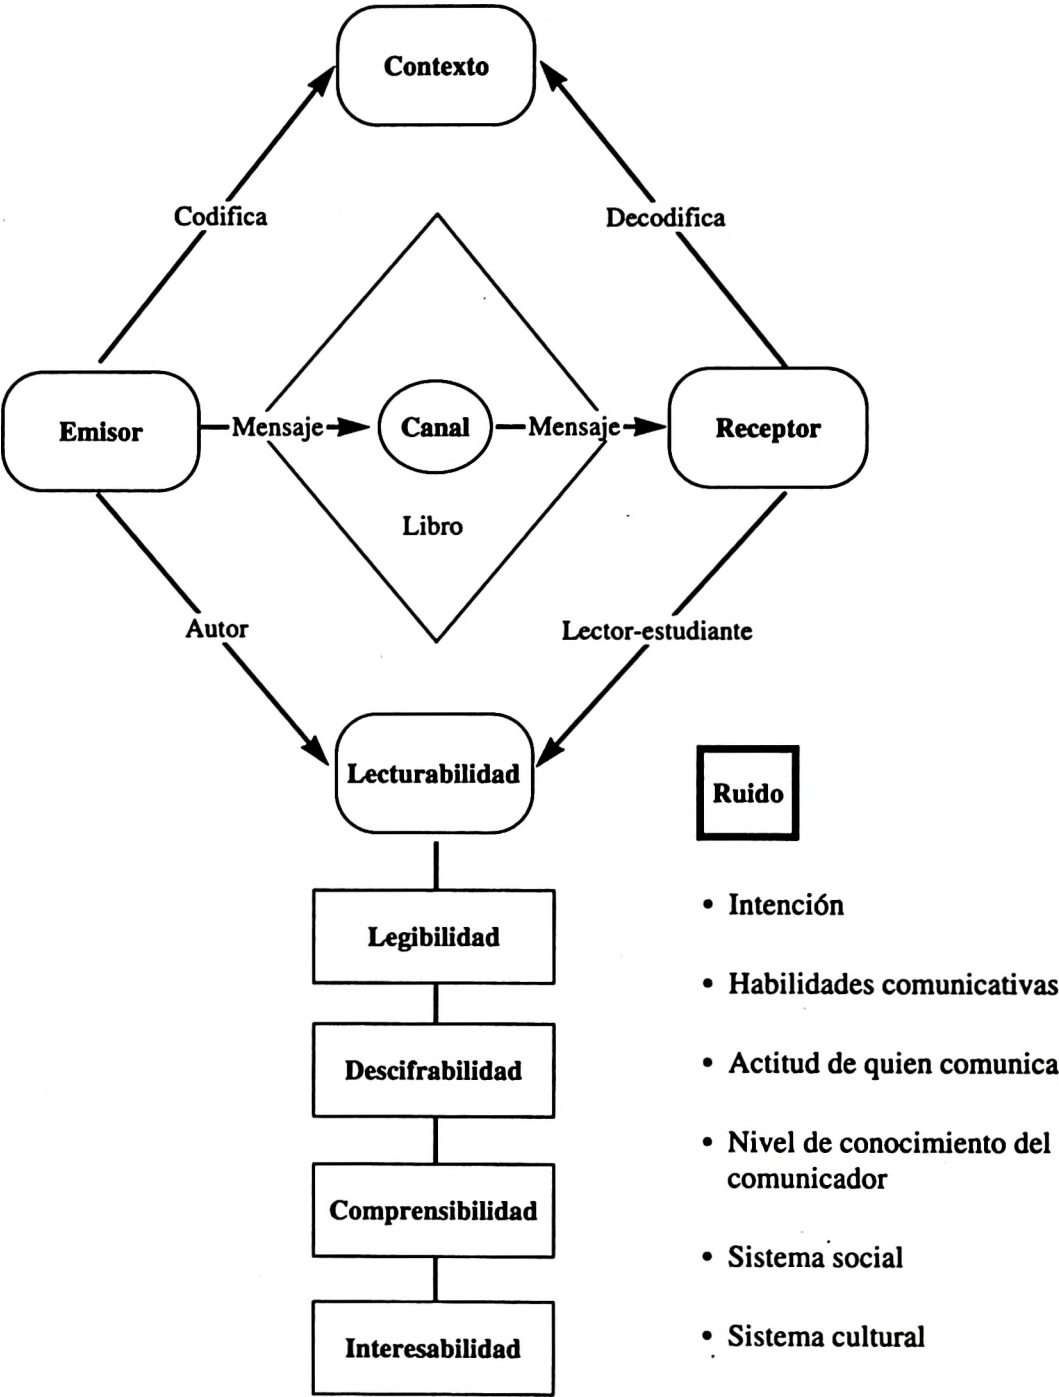 Contexto
Codifica
Decodifica
Emisor
Mensaje
Canal
Mensaje
Receptor
Libro
Autor
Lector-estudiante
Lecturabilidad
Ruido
Legibilidad
Descifrabilidad
Comprensibilidad
Interesabilidad
• Intención
• Habilidades comunicativas
• Actitud de quien comunica
• Nivel de conocimiento del
comunicador
• Sistema social
• Sistema cultural